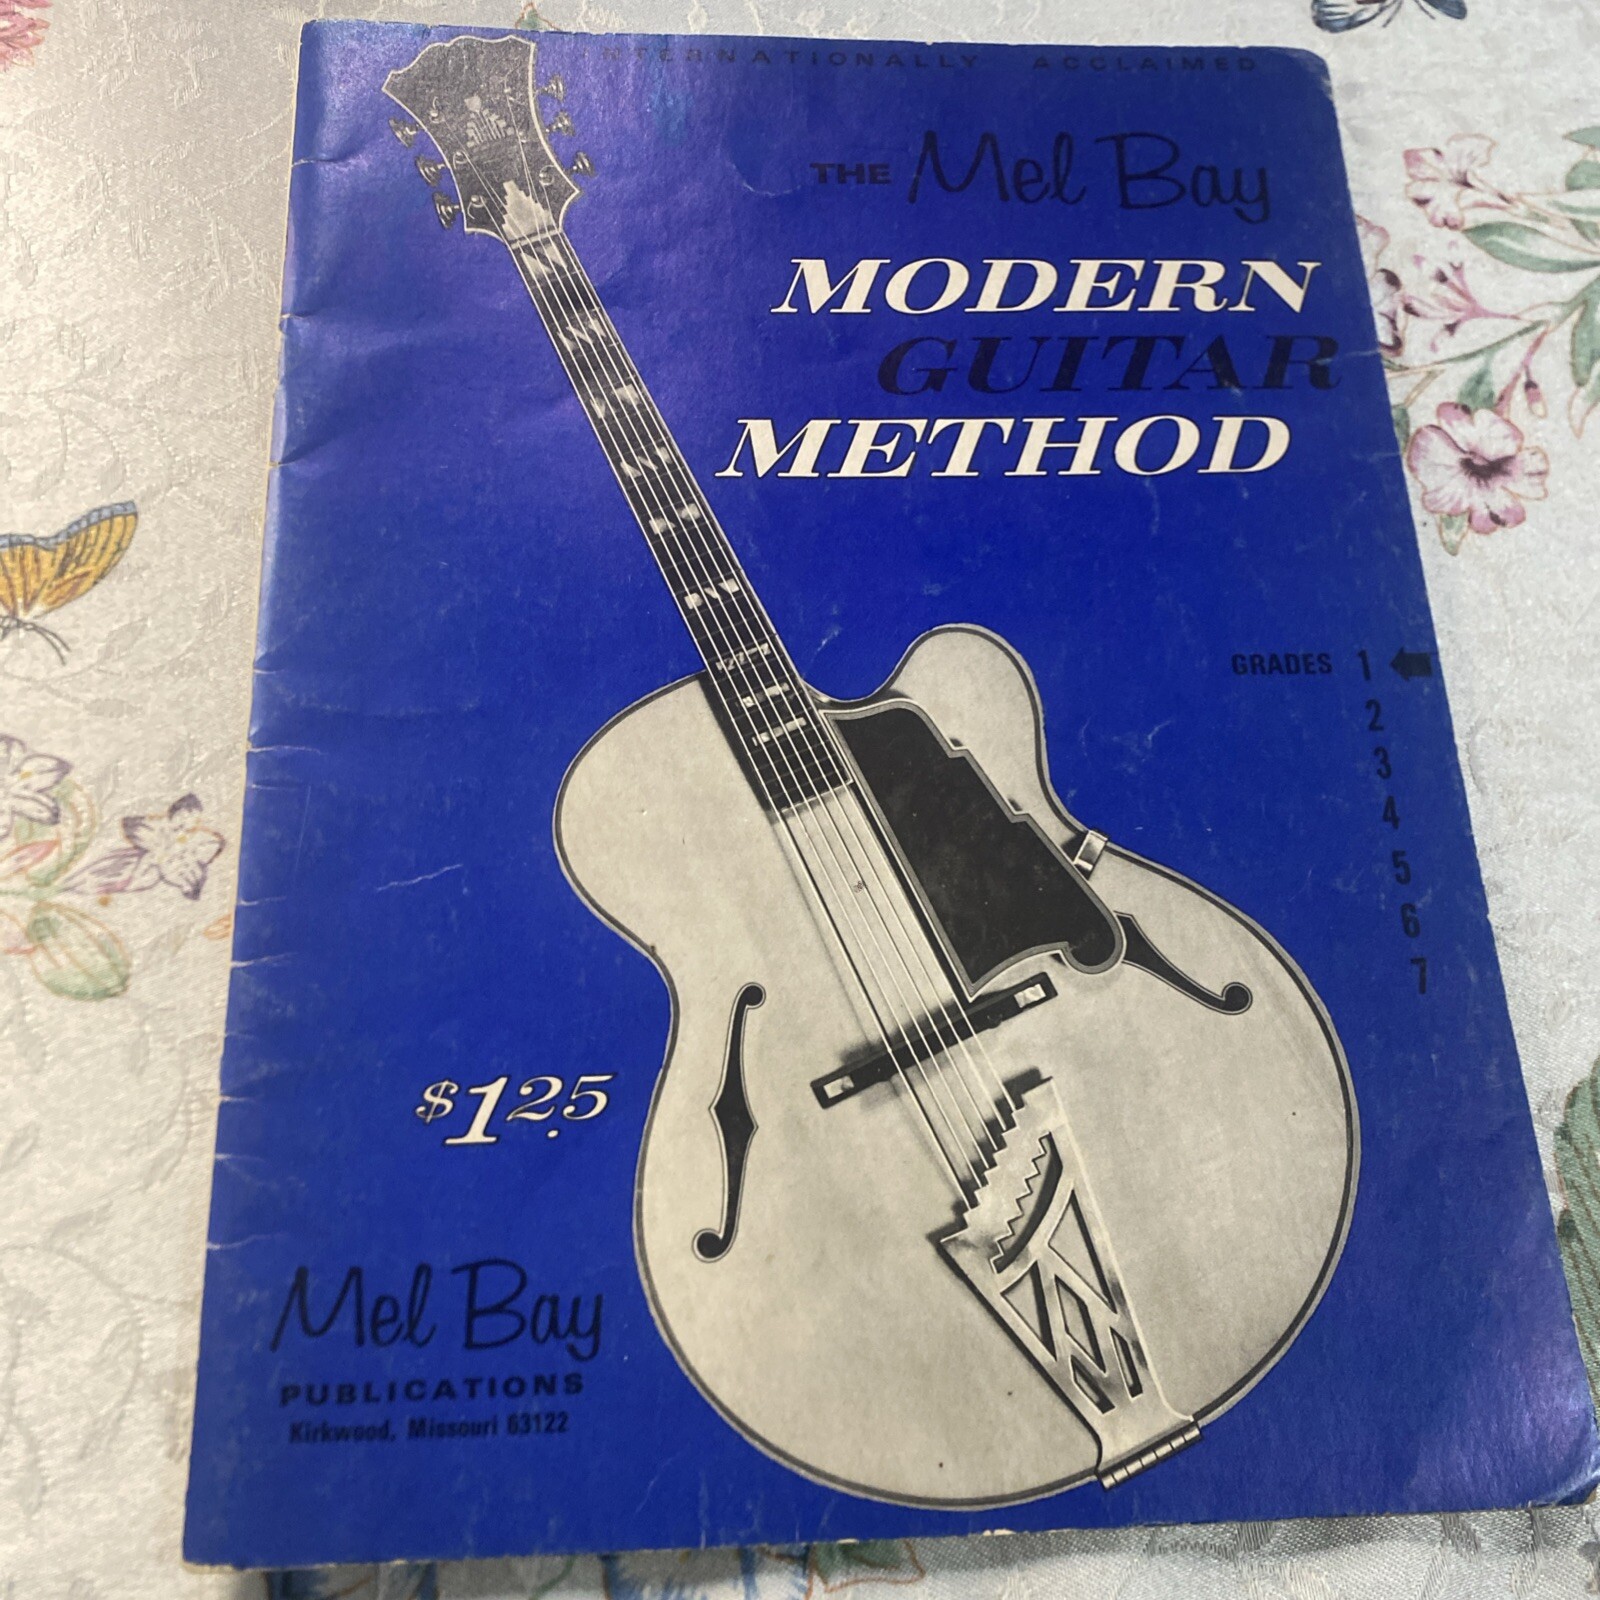 INTERNATIONALLY ACCLAIMED
THE Mel Bay
MODERN
GUITAR
METHOD
GRADES 1
2
3
4
5
6
7
$1.25
Mel Bay
PUBLICATIONS
Kirkwood, Missouri 63122